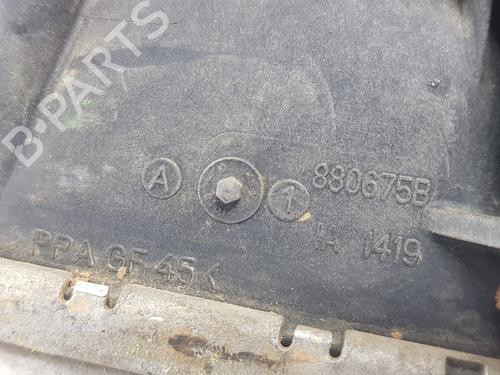 B-PARTS
A
1
880675B
1A 1419
PPA GF 45<